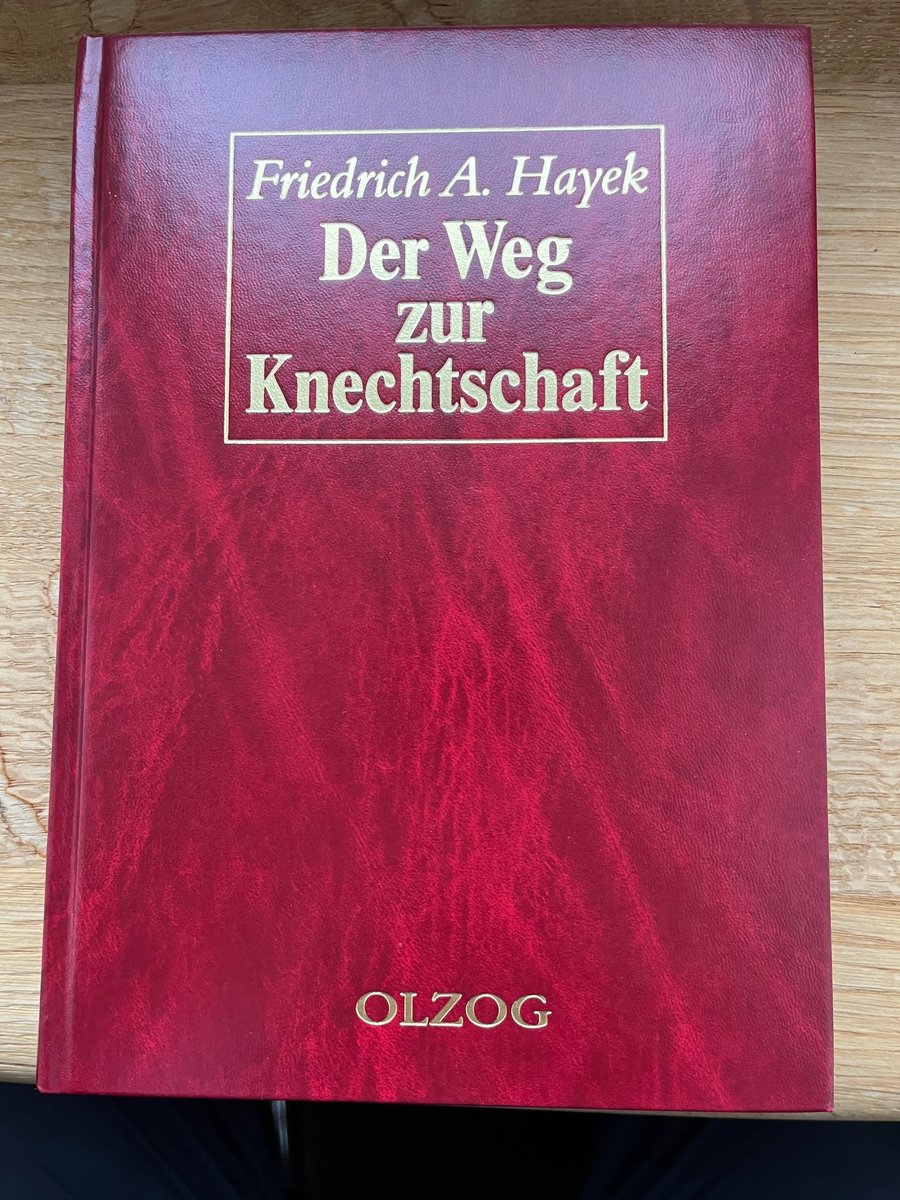 Friedrich A. Hayek
Der Weg
zur
Knechtschaft
OLZOG